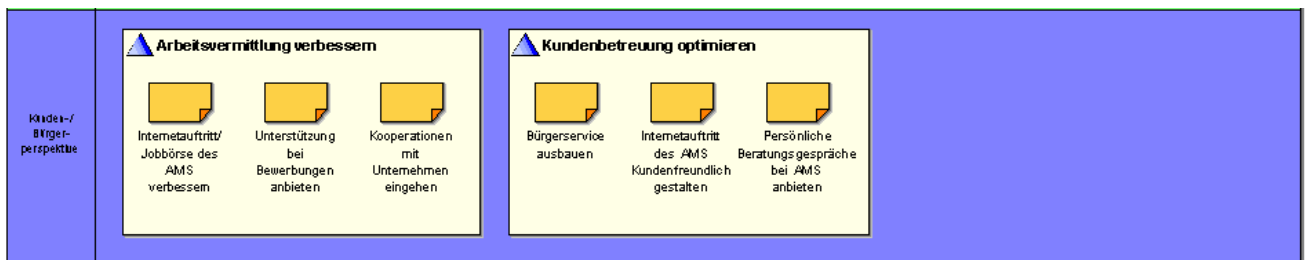 Kunden-/
Bürger-
perspektive
Arbeitsvermittlung verbessern
Internetauftritt/
Jobbörse des
AMS
verbessern
Unterstützung
bei
Bewerbungen
anbieten
Kooperationen
mit
Unternehmen
eingehen
Kundenbetreuung optimieren
Bürgerservice
ausbauen
Internetauftritt
des AMS
Kundenfreundlich
gestalten
Persönliche
Beratungsgespräche
bei AMS
anbieten